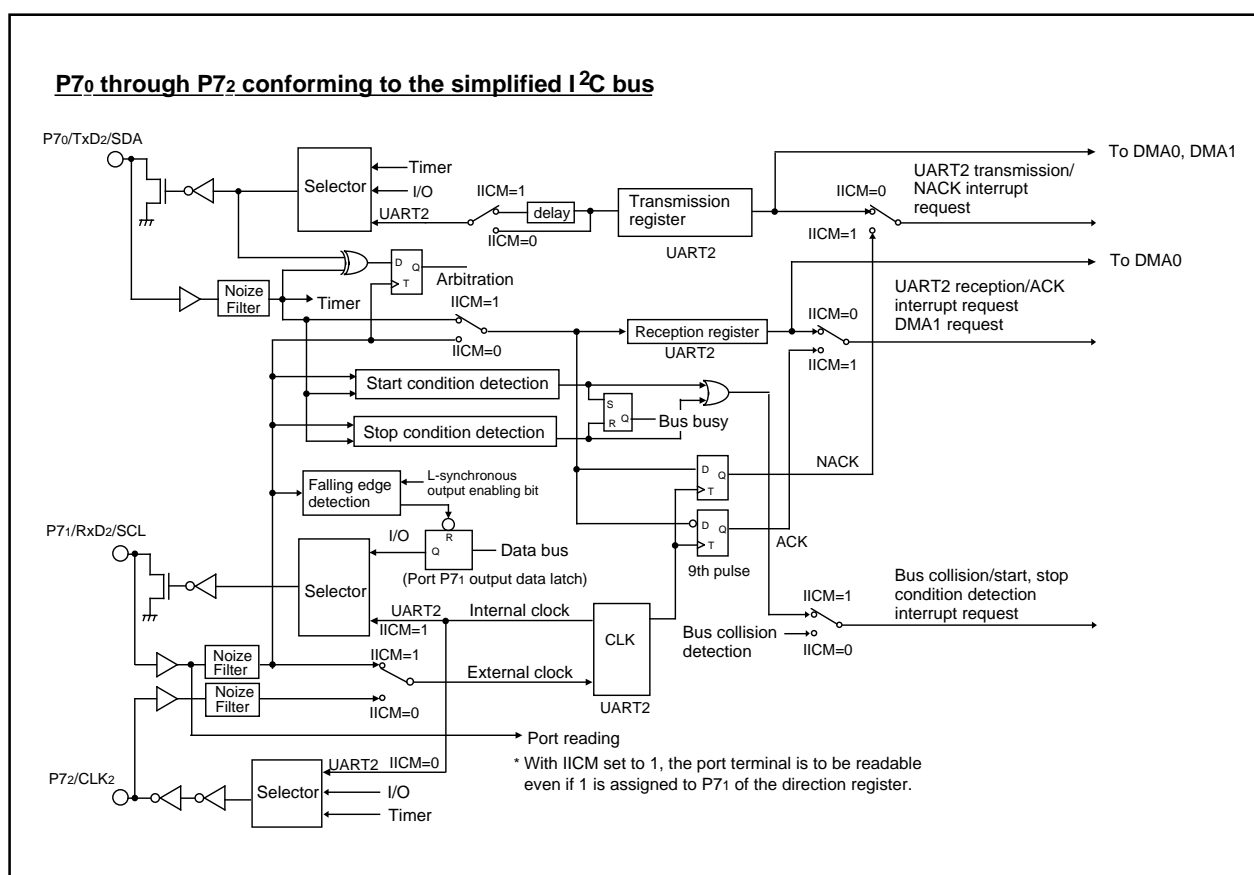 P70 through P72 conforming to the simplified I2C bus
P70/TxD2/SDA
Selector
Timer
I/O
UART2
IICM=1
delay
IICM=0
Transmission
register
UART2
To DMA0, DMA1
IICM=0
UART2 transmission/
NACK interrupt
request
IICM=1
Noize
Filter
Timer
D
Q
T
Arbitration
IICM=1
IICM=0
Reception register
UART2
To DMA0
IICM=0
UART2 reception/ACK
interrupt request
DMA1 request
IICM=1
Start condition detection
Stop condition detection
S
R
Q
Bus busy
NACK
D
Q
T
Falling edge
detection
L-synchronous
output enabling bit
D
Q
T
ACK
9th pulse
P71/RxD2/SCL
Selector
I/O
R
Q
Data bus
(Port P71 output data latch)
UART2
IICM=1
Internal clock
CLK
UART2
Bus collision
detection
IICM=1
IICM=0
Bus collision/start, stop
condition detection
interrupt request
Noize
Filter
IICM=1
External clock
Noize
Filter
IICM=0
Port reading
* With IICM set to 1, the port terminal is to be readable
even if 1 is assigned to P71 of the direction register.
P72/CLK2
Selector
UART2
IICM=0
I/O
Timer